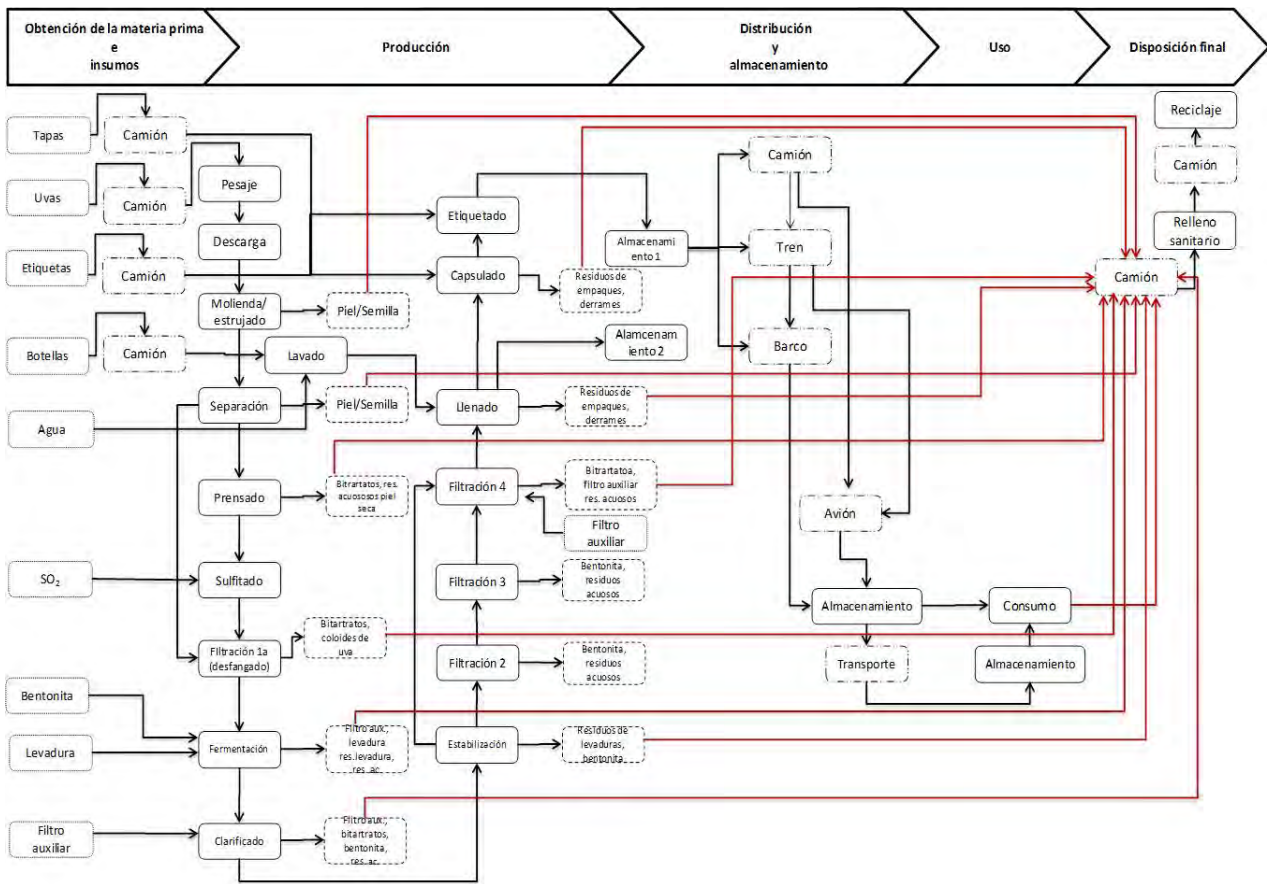 Obtención de la materia prima
e
insumos
Producción
Distribución
y
almacenamiento
Uso
Disposición final
Tapas
Camión
Uvas
Camión
Pesaje
Descarga
Etiquetas
Camión
Molienda/
estrujado
Piel/Semilla
Botellas
Camión
Lavado
Separación
Piel/Semilla
Agua
Prensado
Bitrartatos, res.
acuososos piel
seca
SO₂
Sulfitado
Filtración 1a
(desfangado)
Bitartratos,
coloides de
uva
Bentonita
Levadura
Fermentación
Filtro aux.,
levadura
res.levadura,
res. ac.
Filtro
auxiliar
Clarificado
Filtro aux.,
bitartratos,
bentonita,
res. ac.
Etiquetado
Capsulado
Residuos de
empaques,
derrames
Almacenami
ento 1
Alamcenam
iento 2
Llenado
Residuos de
empaques,
derrames
Filtración 4
Bitrartatoa,
filtro auxiliar
res. acuosos
Filtro
auxiliar
Filtración 3
Bentonita,
residuos
acuosos
Filtración 2
Bentonita,
residuos
acuosos
Estabilización
Residuos de
levaduras,
bentonita
Camión
Tren
Barco
Avión
Almacenamiento
Transporte
Consumo
Almacenamiento
Reciclaje
Camión
Relleno
sanitario
Camión